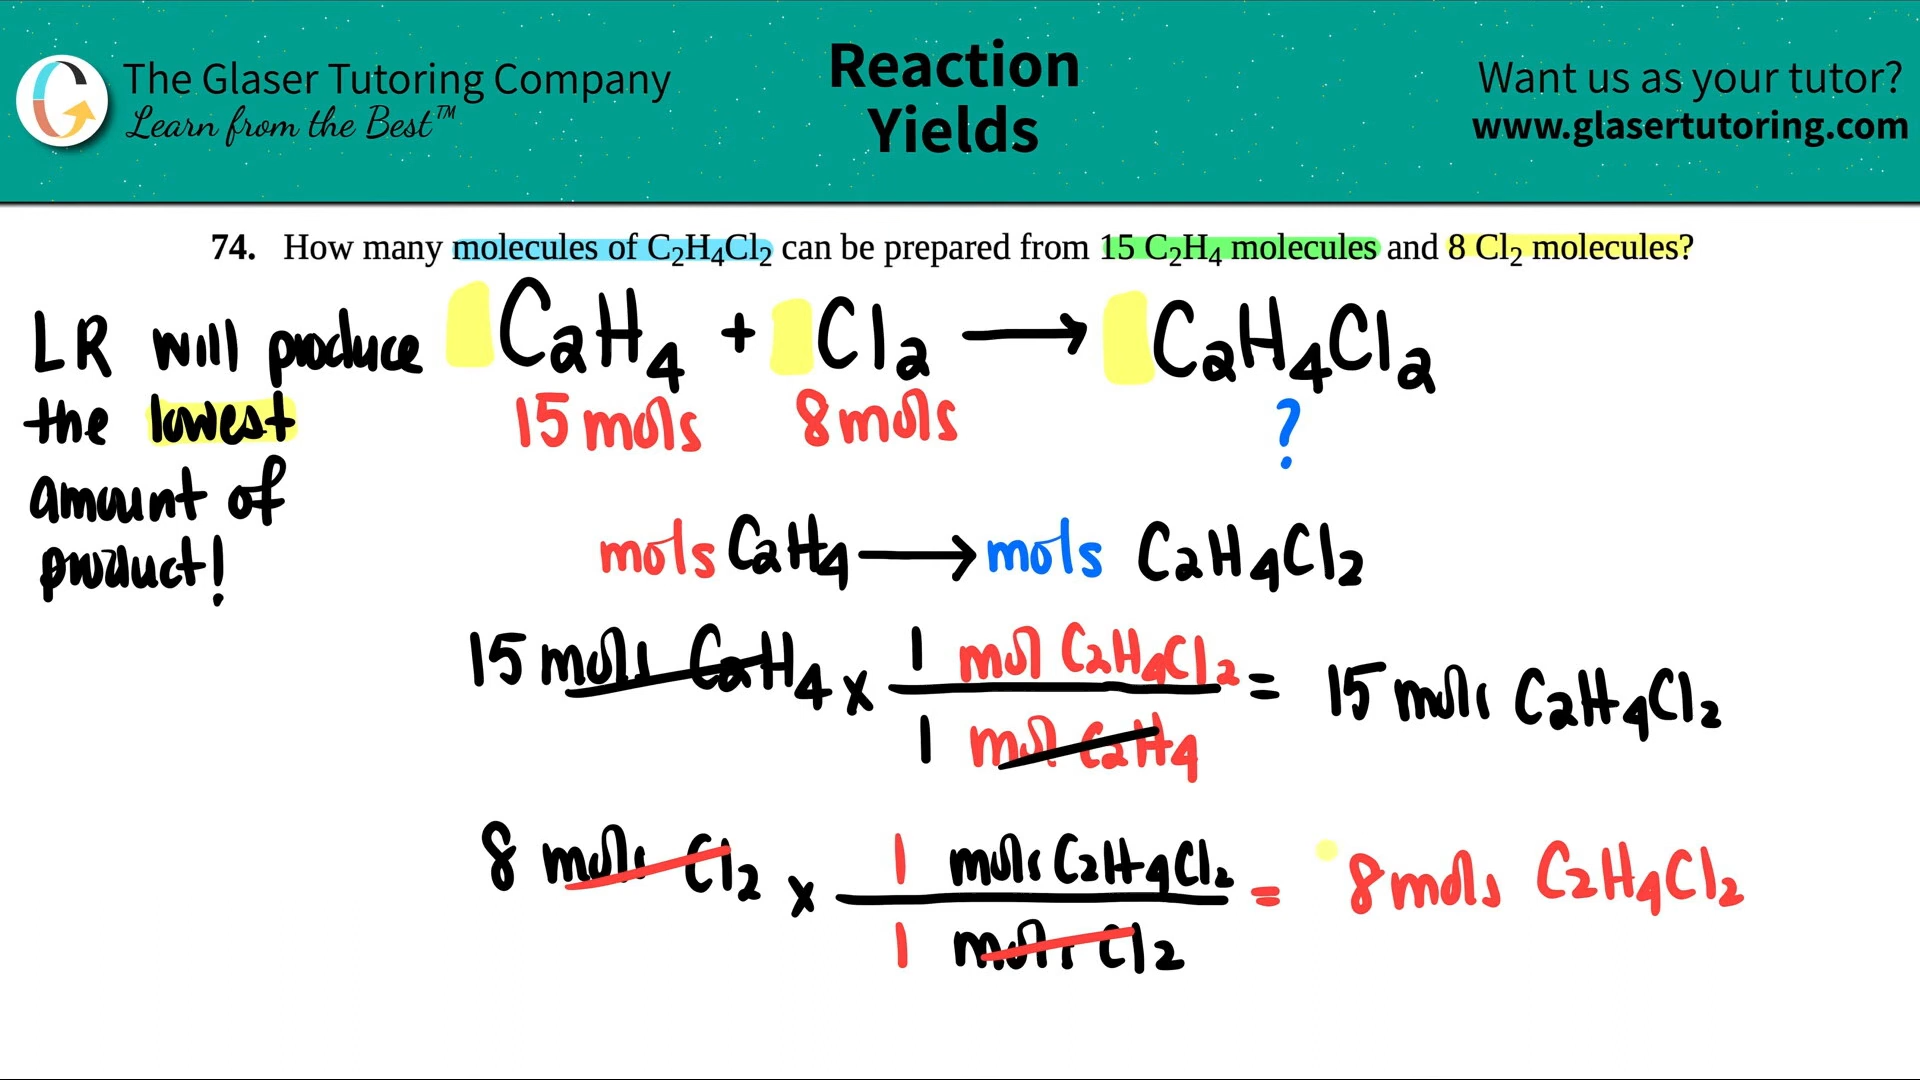 The Glaser Tutoring Company
Learn from the Best™
Reaction
Yields
Want us as your tutor?
www.glasertutoring.com
74. How many molecules of C₂H₄Cl₂ can be prepared from 15 C₂H₄ molecules and 8 Cl₂ molecules?
LR will produce
the lowest
amount of
product!
C₂H₄ + Cl₂ → C₂H₄Cl₂
15 mols 8 mols ?
mols C₂H₄ → mols C₂H₄Cl₂
15 mols C₂H₄ x 1 mol C₂H₄Cl₂ = 15 mols C₂H₄Cl₂
1 mol C₂H₄
8 mols Cl₂ x 1 mols C₂H₄Cl₂ = 8 mols C₂H₄Cl₂
1 mols Cl₂